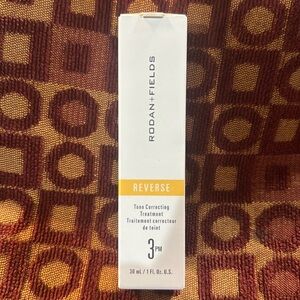 RODAN+FIELDS
REVERSE
Tone Correcting
Treatment
Traitement correcteur
de teint
3PM
30 mL / 1 Fl. Oz. U.S.